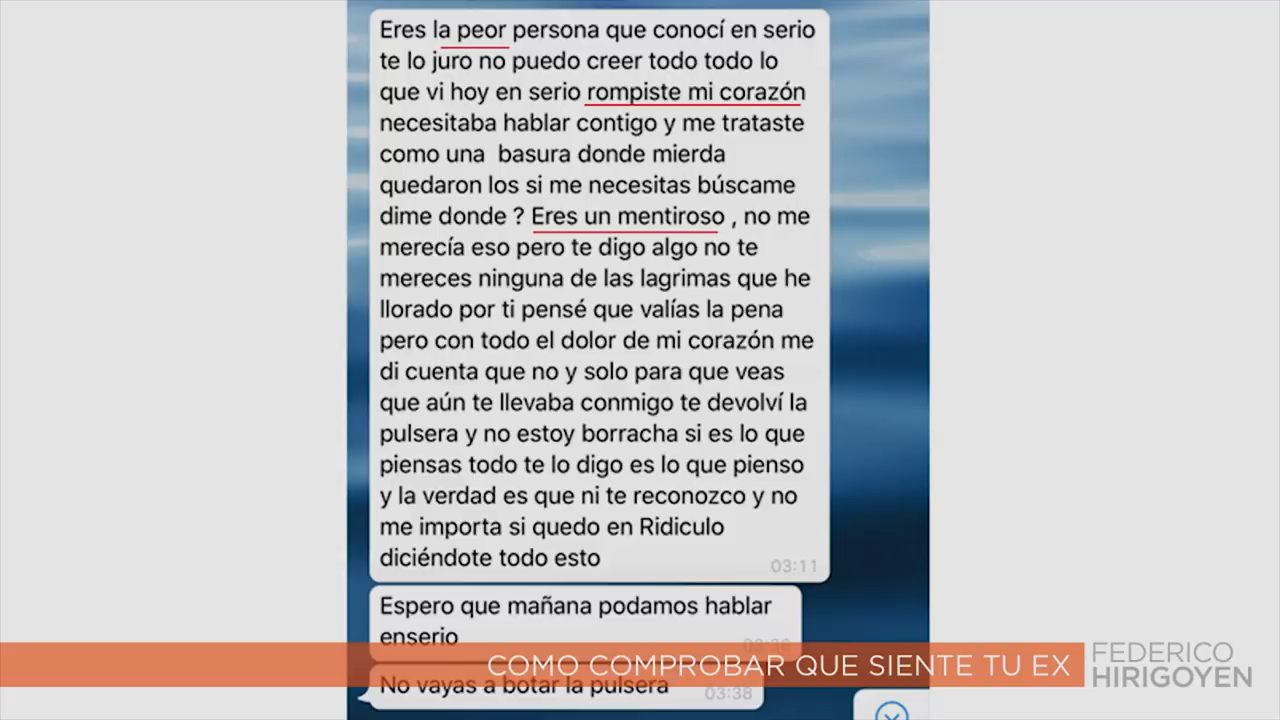 Eres la peor persona que conocí en serio
te lo juro no puedo creer todo todo lo
que vi hoy en serio rompiste mi corazón
necesitaba hablar contigo y me trataste
como una  basura donde mierda
quedaron los si me necesitas búscame
dime donde ? Eres un mentiroso , no me
merecía eso pero te digo algo no te
mereces ninguna de las lagrimas que he
llorado por ti pensé que valías la pena
pero con todo el dolor de mi corazón me
di cuenta que no y solo para que veas
que aún te llevaba conmigo te devolví la
pulsera y no estoy borracha si es lo que
piensas todo te lo digo es lo que pienso
y la verdad es que ni te reconozco y no
me importa si quedo en Ridiculo
diciéndote todo esto
03:11
Espero que mañana podamos hablar
enserio
COMO COMPROBAR QUE SIENTE TU EX
FEDERICO
HIRIGOYEN
No vayas a botar la pulsera
03:38